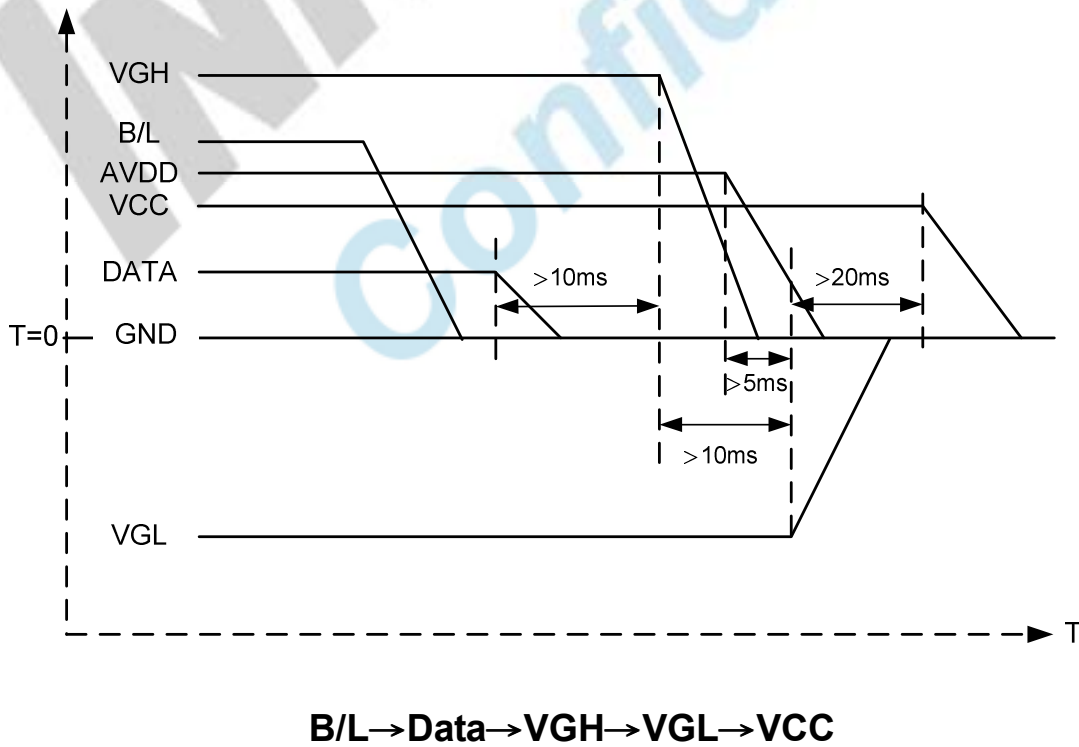 VGH
B/L
AVDD
VCC
DATA
>10ms
>20ms
T=0
GND
>5ms
>10ms
VGL
T
B/L→Data→VGH→VGL→VCC